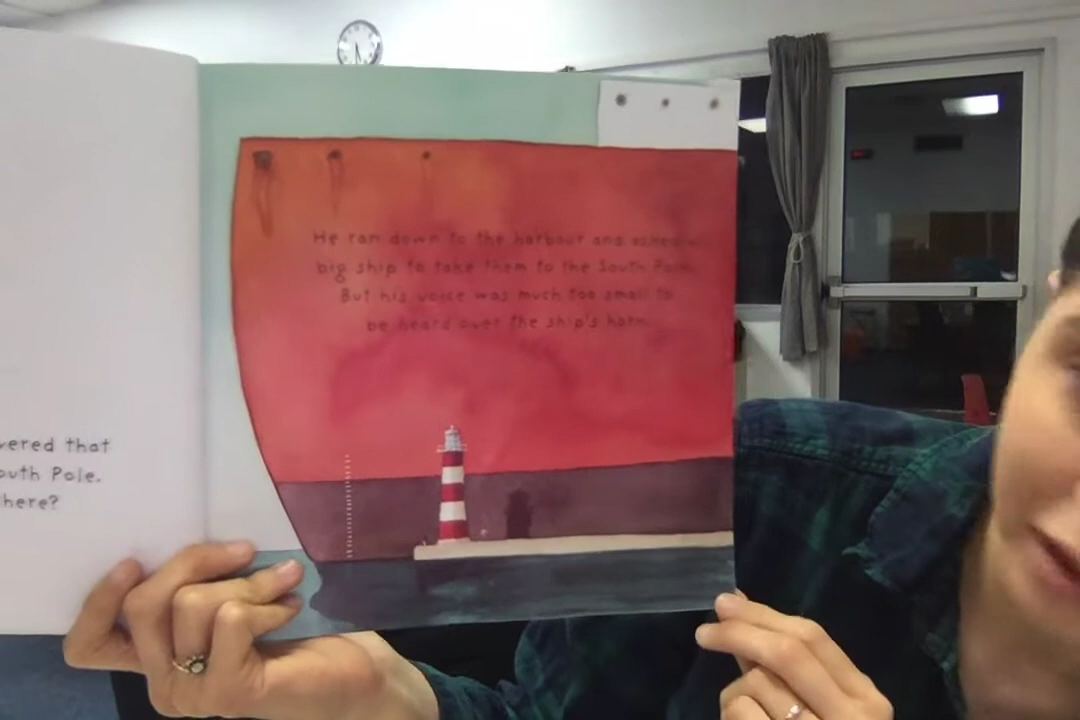 vered that
outh Pole.
here?
He ran down to the harbour and asked a
big ship to take them to the South Pole.
But his voice was much too small to
be heard over the ship's horn.